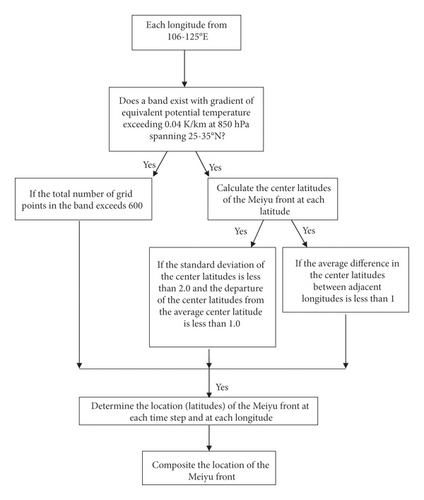 Each longitude from
106-125°E
Does a band exist with gradient of
equivalent potential temperature
exceeding 0.04 K/km at 850 hPa
spanning 25-35°N?
Yes
Yes
If the total number of grid
points in the band exceeds 600
Calculate the center latitudes
of the Meiyu front at each
latitude
Yes
Yes
If the standard deviation of
the center latitudes is less
than 2.0 and the departure
of the center latitudes from
the average center latitude
is less than 1.0
If the average difference in
the center latitudes
between adjacent
longitudes is less than 1
Yes
Determine the location (latitudes) of the Meiyu front at
each time step and at each longitude
Composite the location of the
Meiyu front